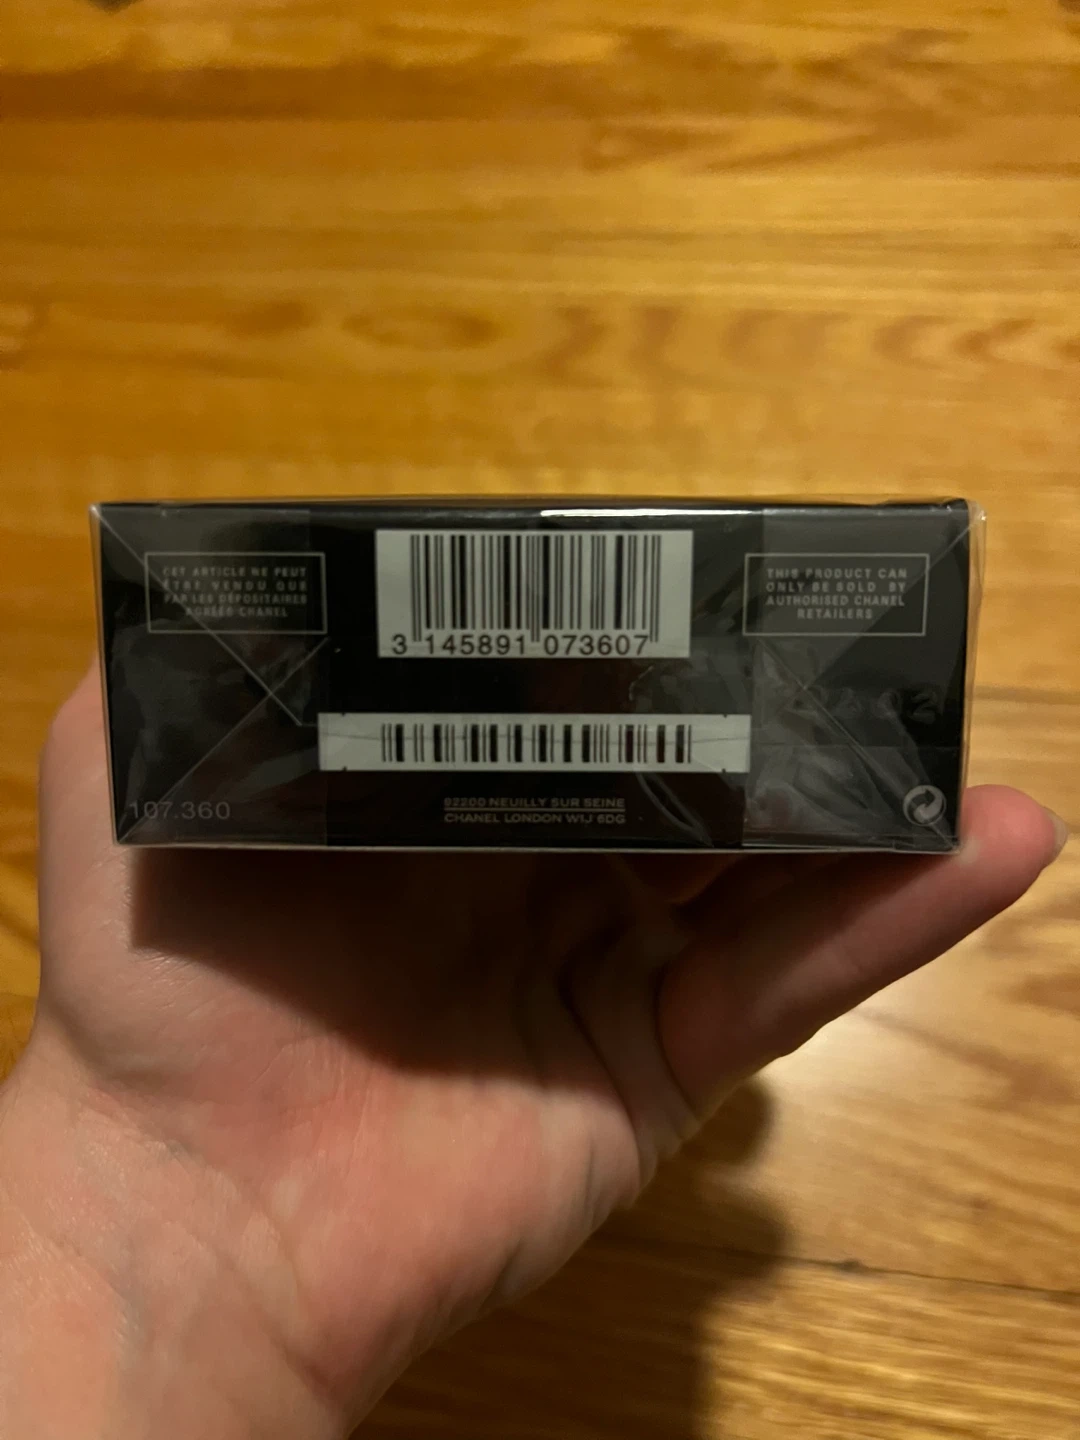 CET ARTICLE NE PEUT
ÊTRE VENDU QUE
PAR LES DÉPOSITAIRES
AGRÉÉS CHANEL
3 145891 073607
THIS PRODUCT CAN
ONLY BE SOLD BY
AUTHORISED CHANEL
RETAILERS
107.360
92200 NEUILLY SUR SEINE
CHANEL LONDON W1J 6DG